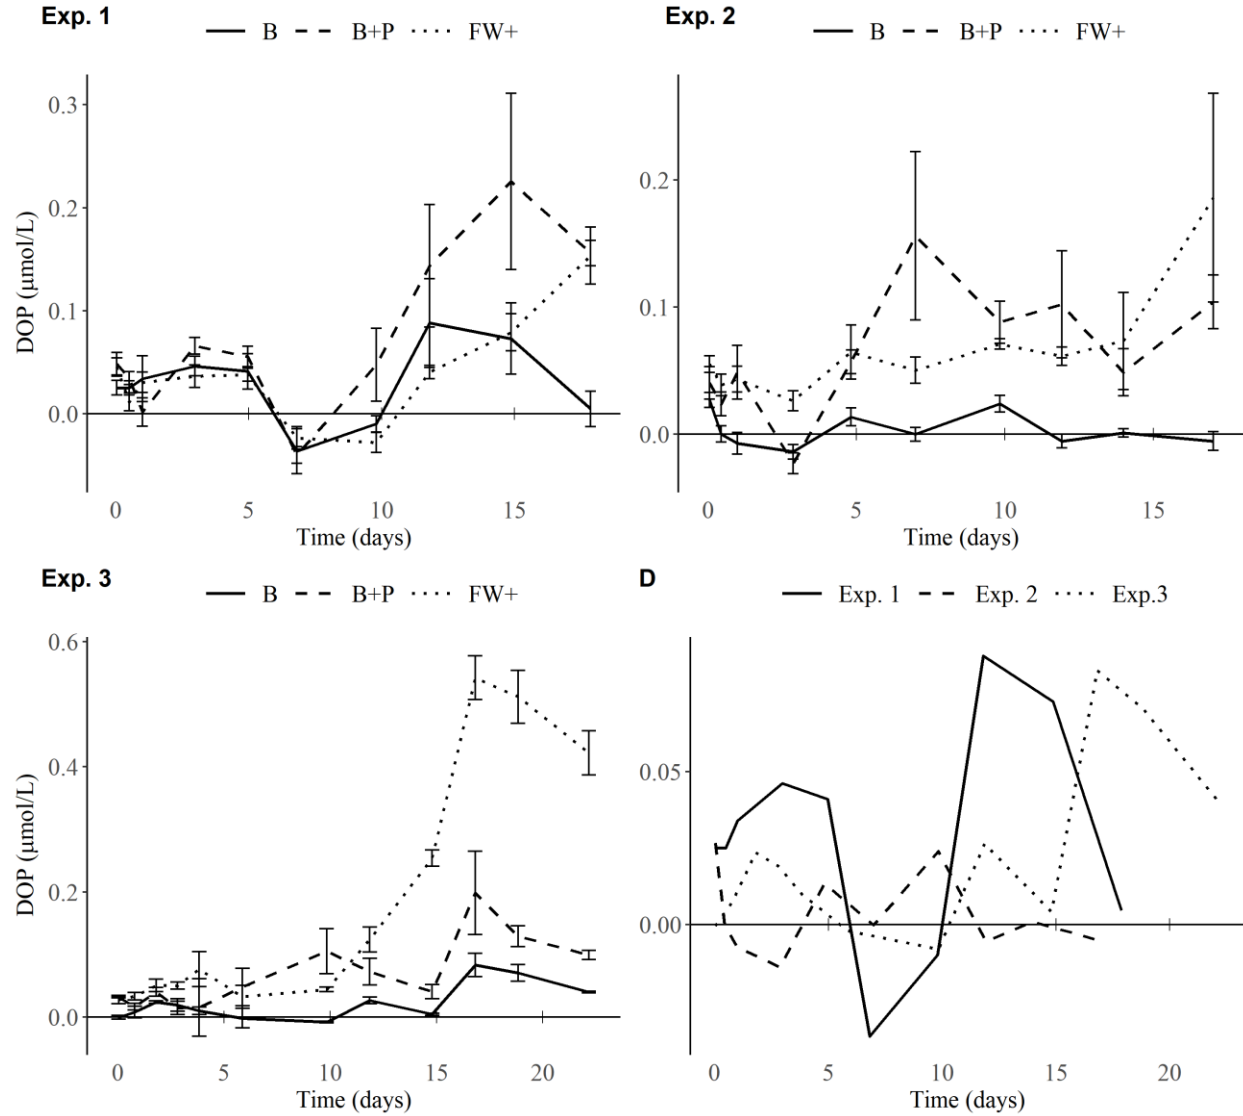 Exp. 1
B B+P FW+
DOP (µmol/L)
0.3
0.2
0.1
0.0
0 5 10 15
Time (days)
Exp. 2
B B+P FW+
0.2
0.1
0.0
0 5 10 15
Time (days)
Exp. 3
B B+P FW+
DOP (µmol/L)
0.6
0.4
0.2
0.0
0 5 10 15 20
Time (days)
D
Exp. 1 Exp. 2 Exp.3
0.05
0.00
0 5 10 15 20
Time (days)